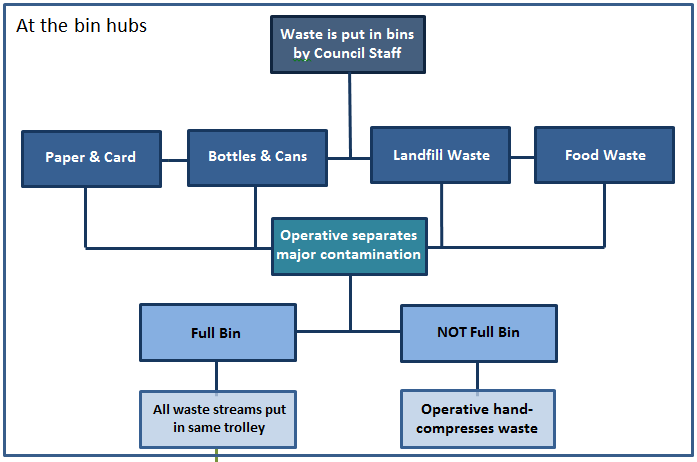 At the bin hubs
Waste is put in bins
by Council Staff
Paper & Card
Bottles & Cans
Landfill Waste
Food Waste
Operative separates
major contamination
Full Bin
NOT Full Bin
All waste streams put
in same trolley
Operative hand-
compresses waste